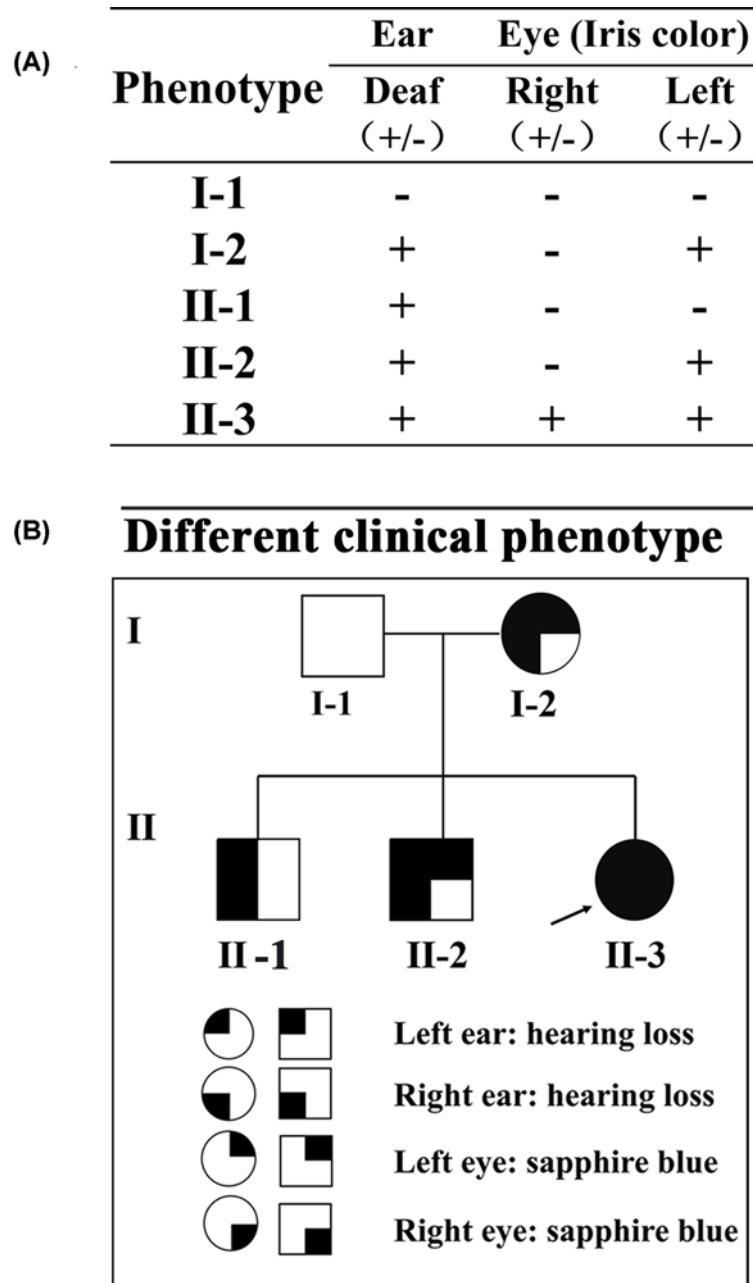 (A)
Ear Eye (Iris color)
Phenotype Deaf Right Left
(+/-) (+/-) (+/-)
I-1 - - -
I-2 + - +
II-1 + - -
II-2 + - +
II-3 + + +
(B) Different clinical phenotype
I
I-1 I-2
II
II-1 II-2 II-3
Left ear: hearing loss
Right ear: hearing loss
Left eye: sapphire blue
Right eye: sapphire blue